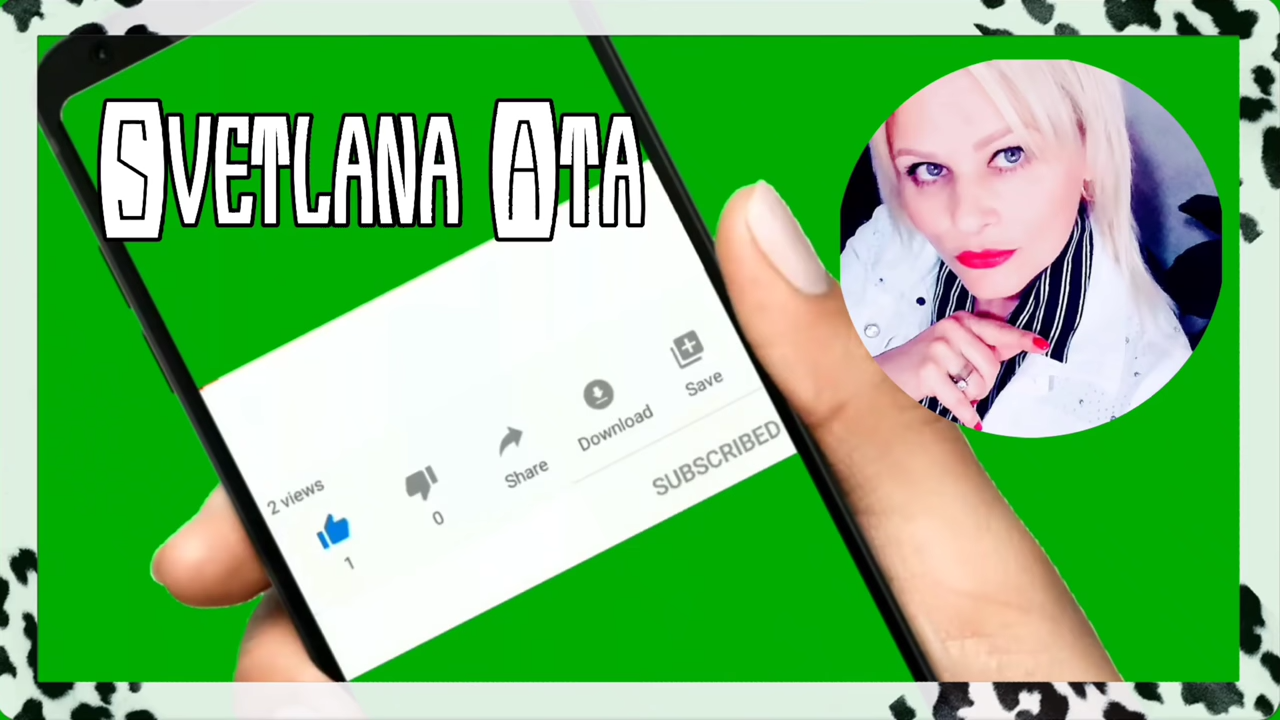 Svetlana Ata
2 views
1
0
Share
Download
Save
SUBSCRIBED